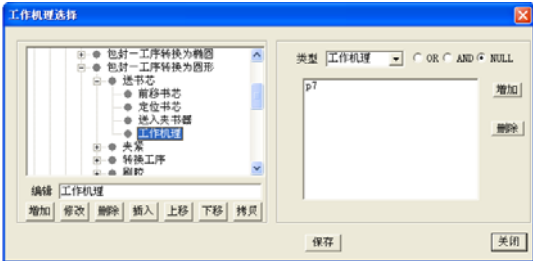 工作机理选择
包封-工序转换为椭圆
包封-工序转换为圆形
送书芯
前移书芯
定位书芯
送入夹书器
工作机理
夹紧
转换工序
刷胶
编辑 工作机理
增加 修改 删除 插入 上移 下移 拷贝
类型 工作机理 OR AND NULL
p7
增加
删除
保存 关闭